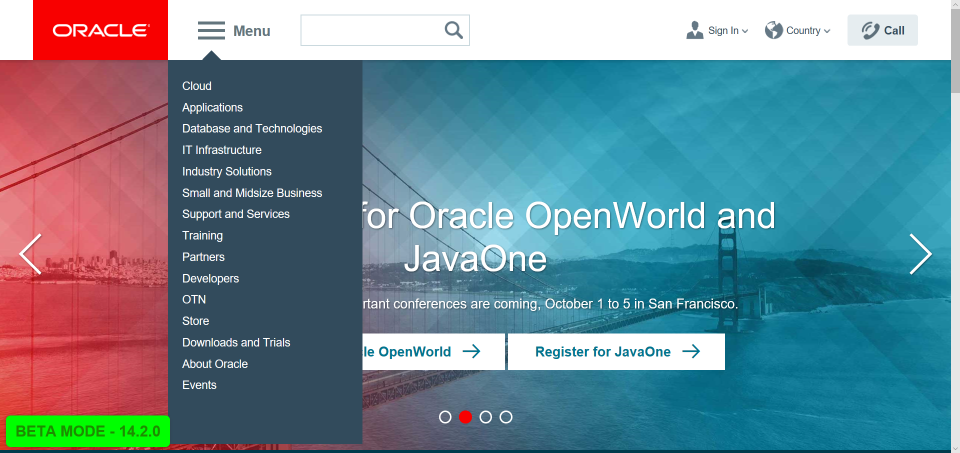 ORACLE
Menu
Sign In
Country
Call
Cloud
Applications
Database and Technologies
IT Infrastructure
Industry Solutions
Small and Midsize Business
Support and Services
Training
Partners
Developers
OTN
Store
Downloads and Trials
About Oracle
Events
for Oracle OpenWorld and
JavaOne
conferences are coming, October 1 to 5 in San Francisco.
OpenWorld
Register for JavaOne
BETA MODE - 14.2.0